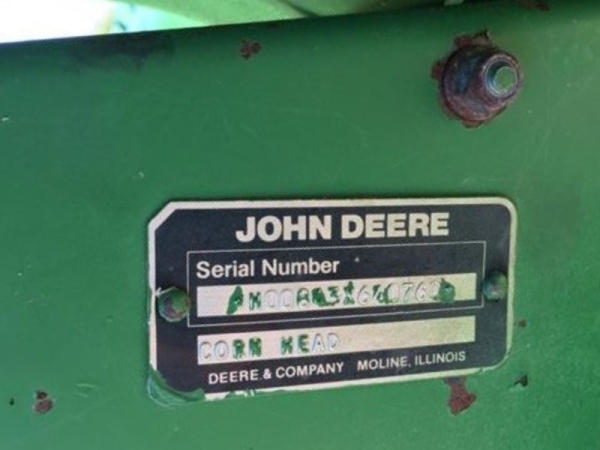 JOHN DEERE
Serial Number
CORN HEAD
DEERE & COMPANY MOLINE, ILLINOIS